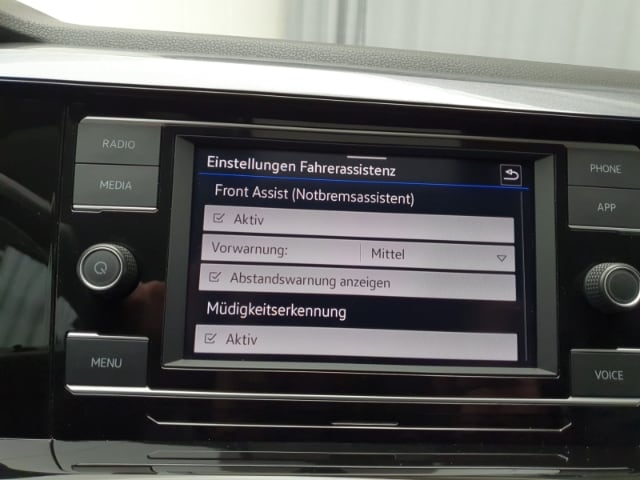 RADIO
MEDIA
MENU
Einstellungen Fahrerassistenz
Front Assist (Notbremsassistent)
Aktiv
Vorwarnung: Mittel
Abstandswarnung anzeigen
Müdigkeitserkennung
Aktiv
PHONE
APP
VOICE